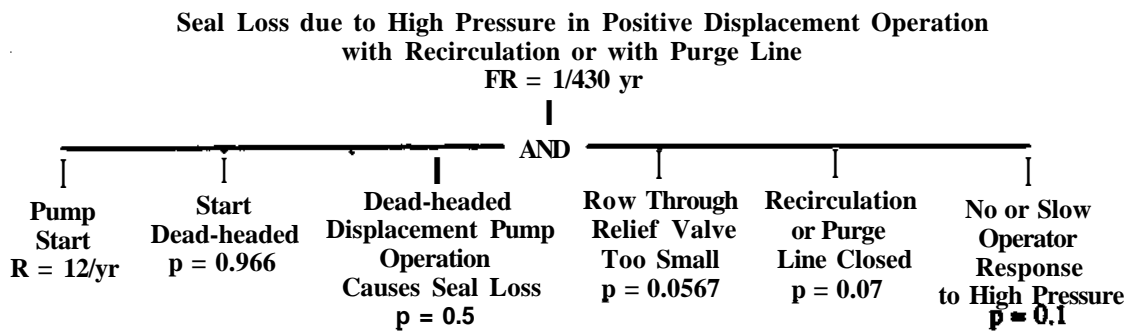 Seal Loss due to High Pressure in Positive Displacement Operation
with Recirculation or with Purge Line
FR = 1/430 yr
AND
Pump
Start
R = 12/yr
Start
Dead-headed
p = 0.966
Dead-headed
Displacement Pump
Operation
Causes Seal Loss
p = 0.5
Row Through
Relief Valve
Too Small
p = 0.0567
Recirculation
or Purge
Line Closed
p = 0.07
No or Slow
Operator
Response
to High Pressure
p = 0.1